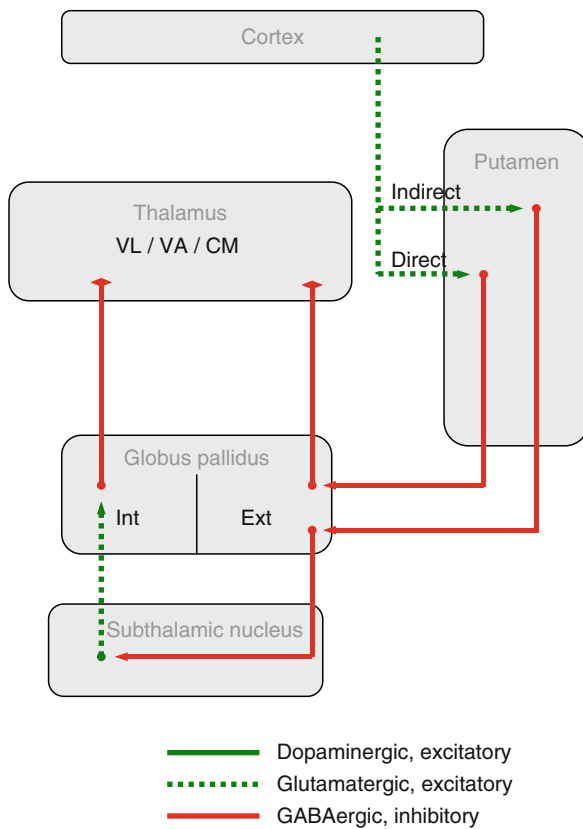 Cortex
Putamen
Indirect
Thalamus
VL / VA / CM
Direct
Globus pallidus
Int
Ext
Subthalamic nucleus
Dopaminergic, excitatory
Glutamatergic, excitatory
GABAergic, inhibitory